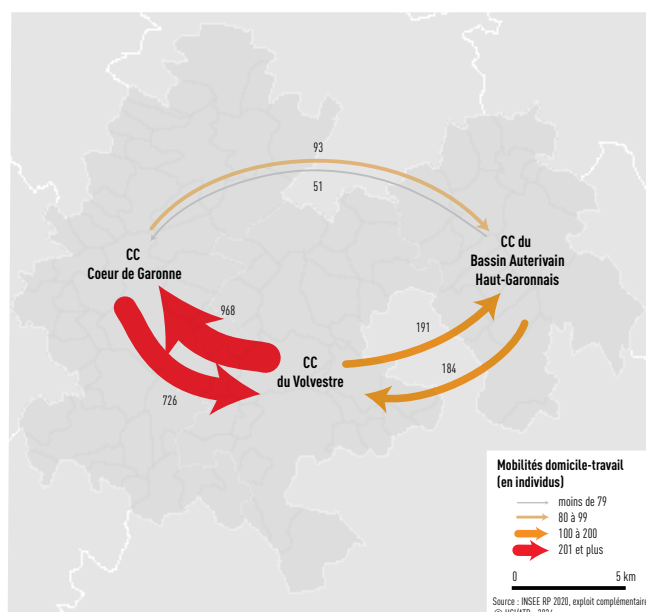 93
51
CC
Coeur de Garonne
CC du
Bassin Auterivain
Haut-Garonnais
968
191
CC
du Volvestre
184
726
Mobilités domicile-travail
(en individus)
moins de 79
80 à 99
100 à 200
201 et plus
0 5 km
Source : INSEE RP 2020, exploit complémentaire